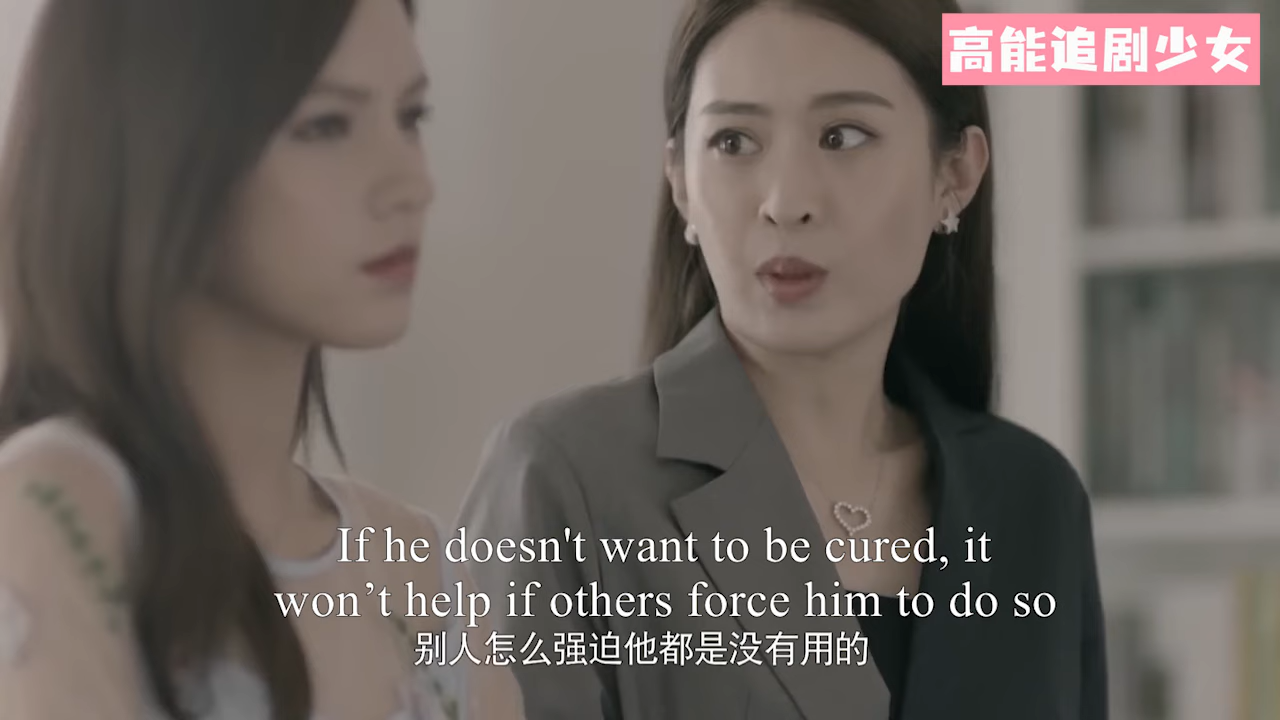 高能追剧少女
If he doesn't want to be cured, it
won’t help if others force him to do so
别人怎么强迫他都是没有用的